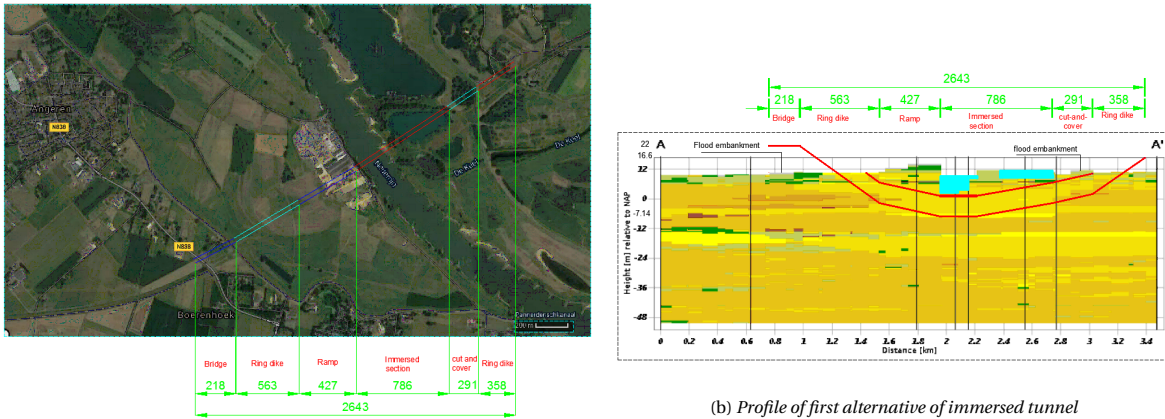 Angeren
N838
N838
Boerenhoek
De Kuil
De Kuil
Pannerdenschkanaal
200 m
Bridge
Ring dike
Ramp
Immersed
section
cut and
cover
Ring dike
218
563
427
786
291
358
2643
2643
218
563
427
786
291
358
Bridge
Ring dike
Ramp
Immersed
section
cut-and-
cover
Ring dike
A
Flood embankment
flood embankment
A'
22
16.6
12
0
-7.14
-12
-24
-36
-48
Height [m] relative to NAP
0
0.2
0.4
0.6
0.8
1
1.2
1.4
1.6
1.8
2
2.2
2.4
2.6
2.8
3.0
3.2
3.4
Distance [km]
(b) Profile of first alternative of immersed tunnel